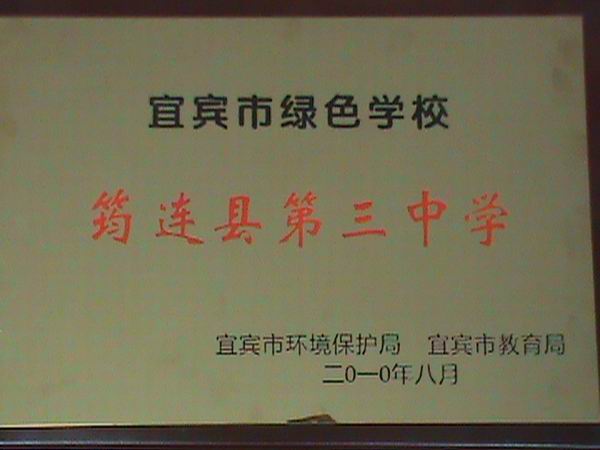 宜宾市绿色学校
筠连县第三中学
宜宾市环境保护局 宜宾市教育局
二0一0年八月